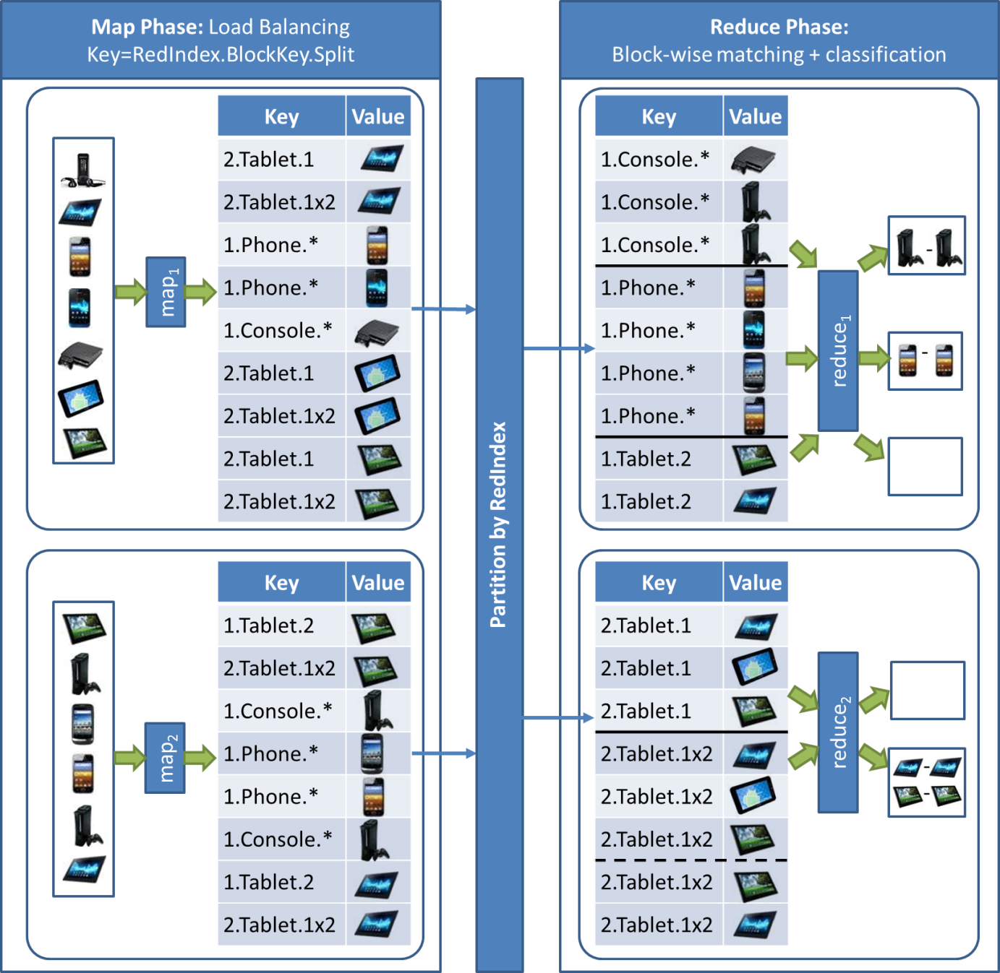 Map Phase: Load Balancing
Key=RedIndex.BlockKey.Split
map1
Key Value
2.Tablet.1
2.Tablet.1x2
1.Phone.*
1.Phone.*
1.Console.*
2.Tablet.1
2.Tablet.1x2
2.Tablet.1
2.Tablet.1x2
map2
Key Value
1.Tablet.2
2.Tablet.1x2
1.Console.*
1.Phone.*
1.Phone.*
1.Console.*
1.Tablet.2
2.Tablet.1x2
Partition by RedIndex
Reduce Phase:
Block-wise matching + classification
Key Value
1.Console.*
1.Console.*
1.Console.*
1.Phone.*
1.Phone.*
1.Phone.*
1.Phone.*
1.Tablet.2
1.Tablet.2
reduce1
-
-
Key Value
2.Tablet.1
2.Tablet.1
2.Tablet.1
2.Tablet.1x2
2.Tablet.1x2
2.Tablet.1x2
2.Tablet.1x2
2.Tablet.1x2
reduce2
-
-